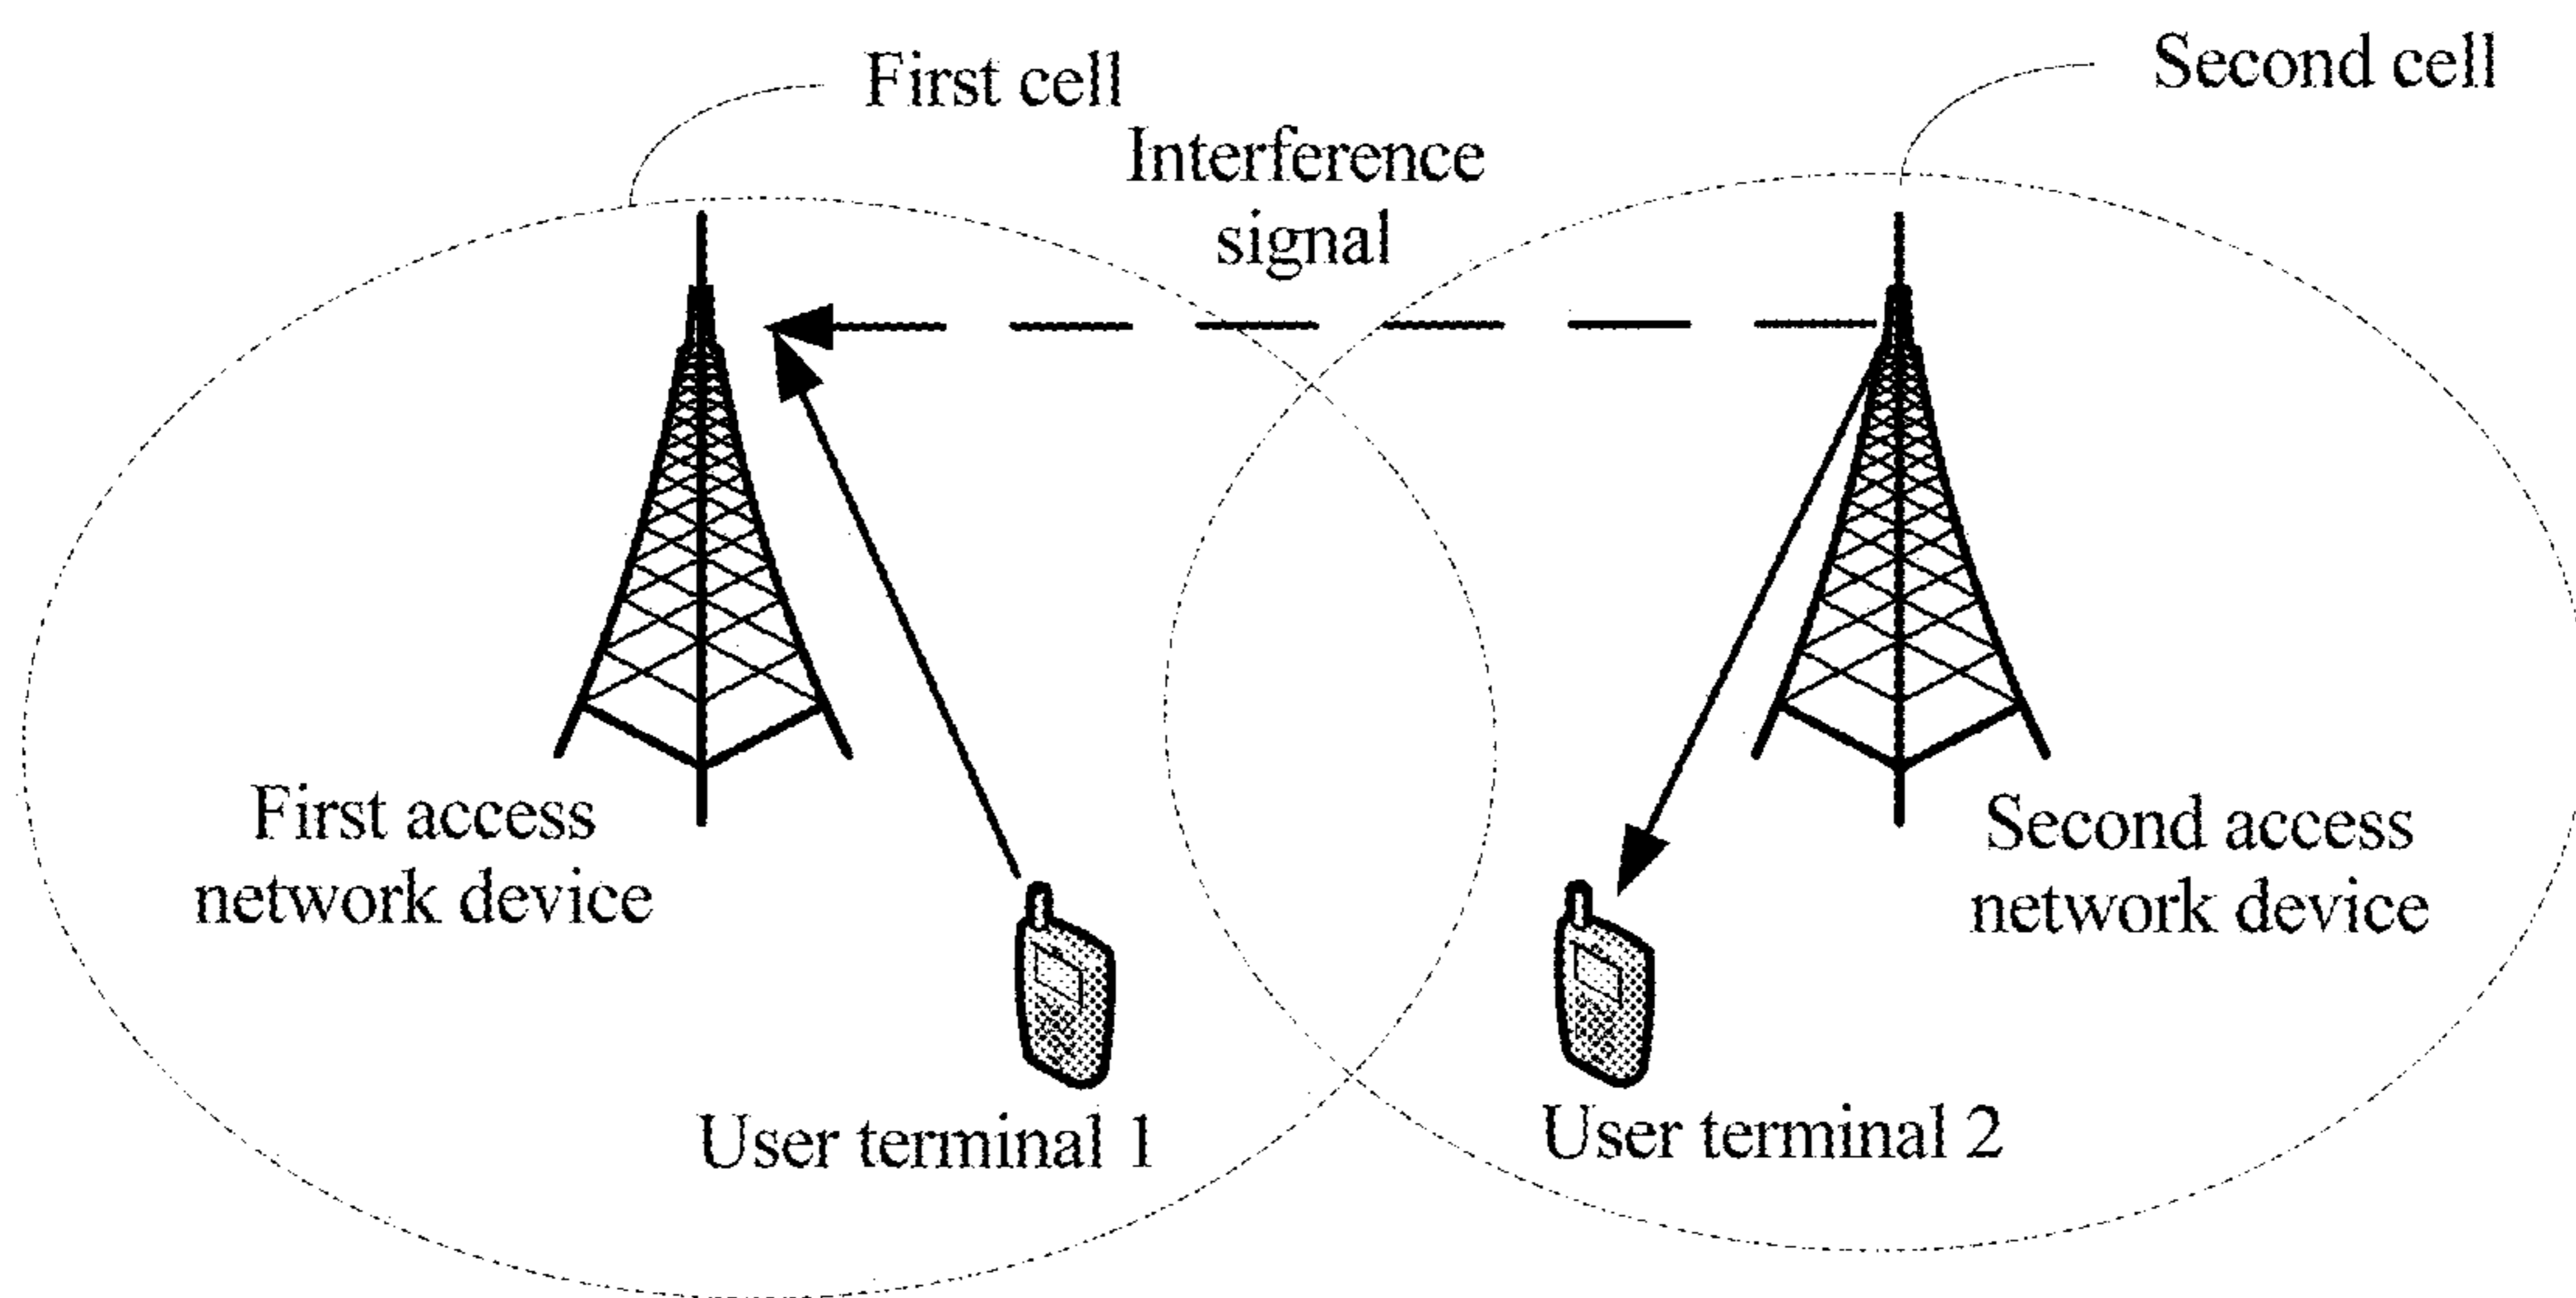 First cell
Second cell
Interference
signal
First access
network device
Second access
network device
User terminal 1
User terminal 2